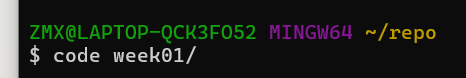 ZMX@LAPTOP-QCK3FO52 MINGW64 ~/repo
$ code week01/